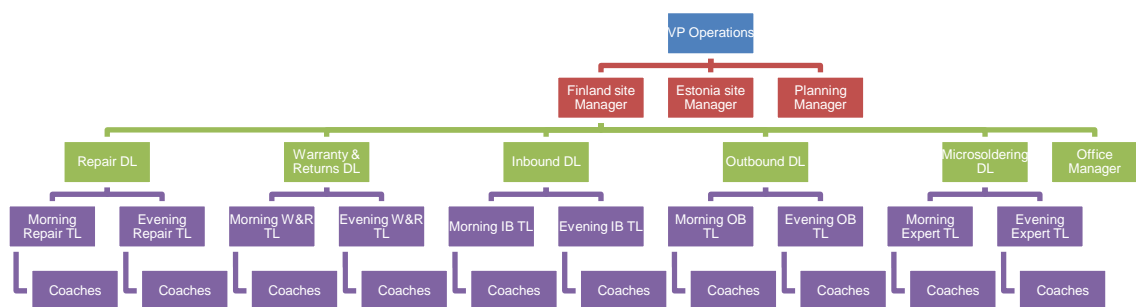 VP Operations
Finland site
Manager
Estonia site
Manager
Planning
Manager
Repair DL
Warranty &
Returns DL
Inbound DL
Outbound DL
Microsoldering
DL
Office
Manager
Morning
Repair TL
Evening
Repair TL
Morning W&R
TL
Evening W&R
TL
Morning IB TL
Evening IB TL
Morning OB
TL
Evening OB
TL
Morning
Expert TL
Evening
Expert TL
Coaches
Coaches
Coaches
Coaches
Coaches
Coaches
Coaches
Coaches
Coaches
Coaches